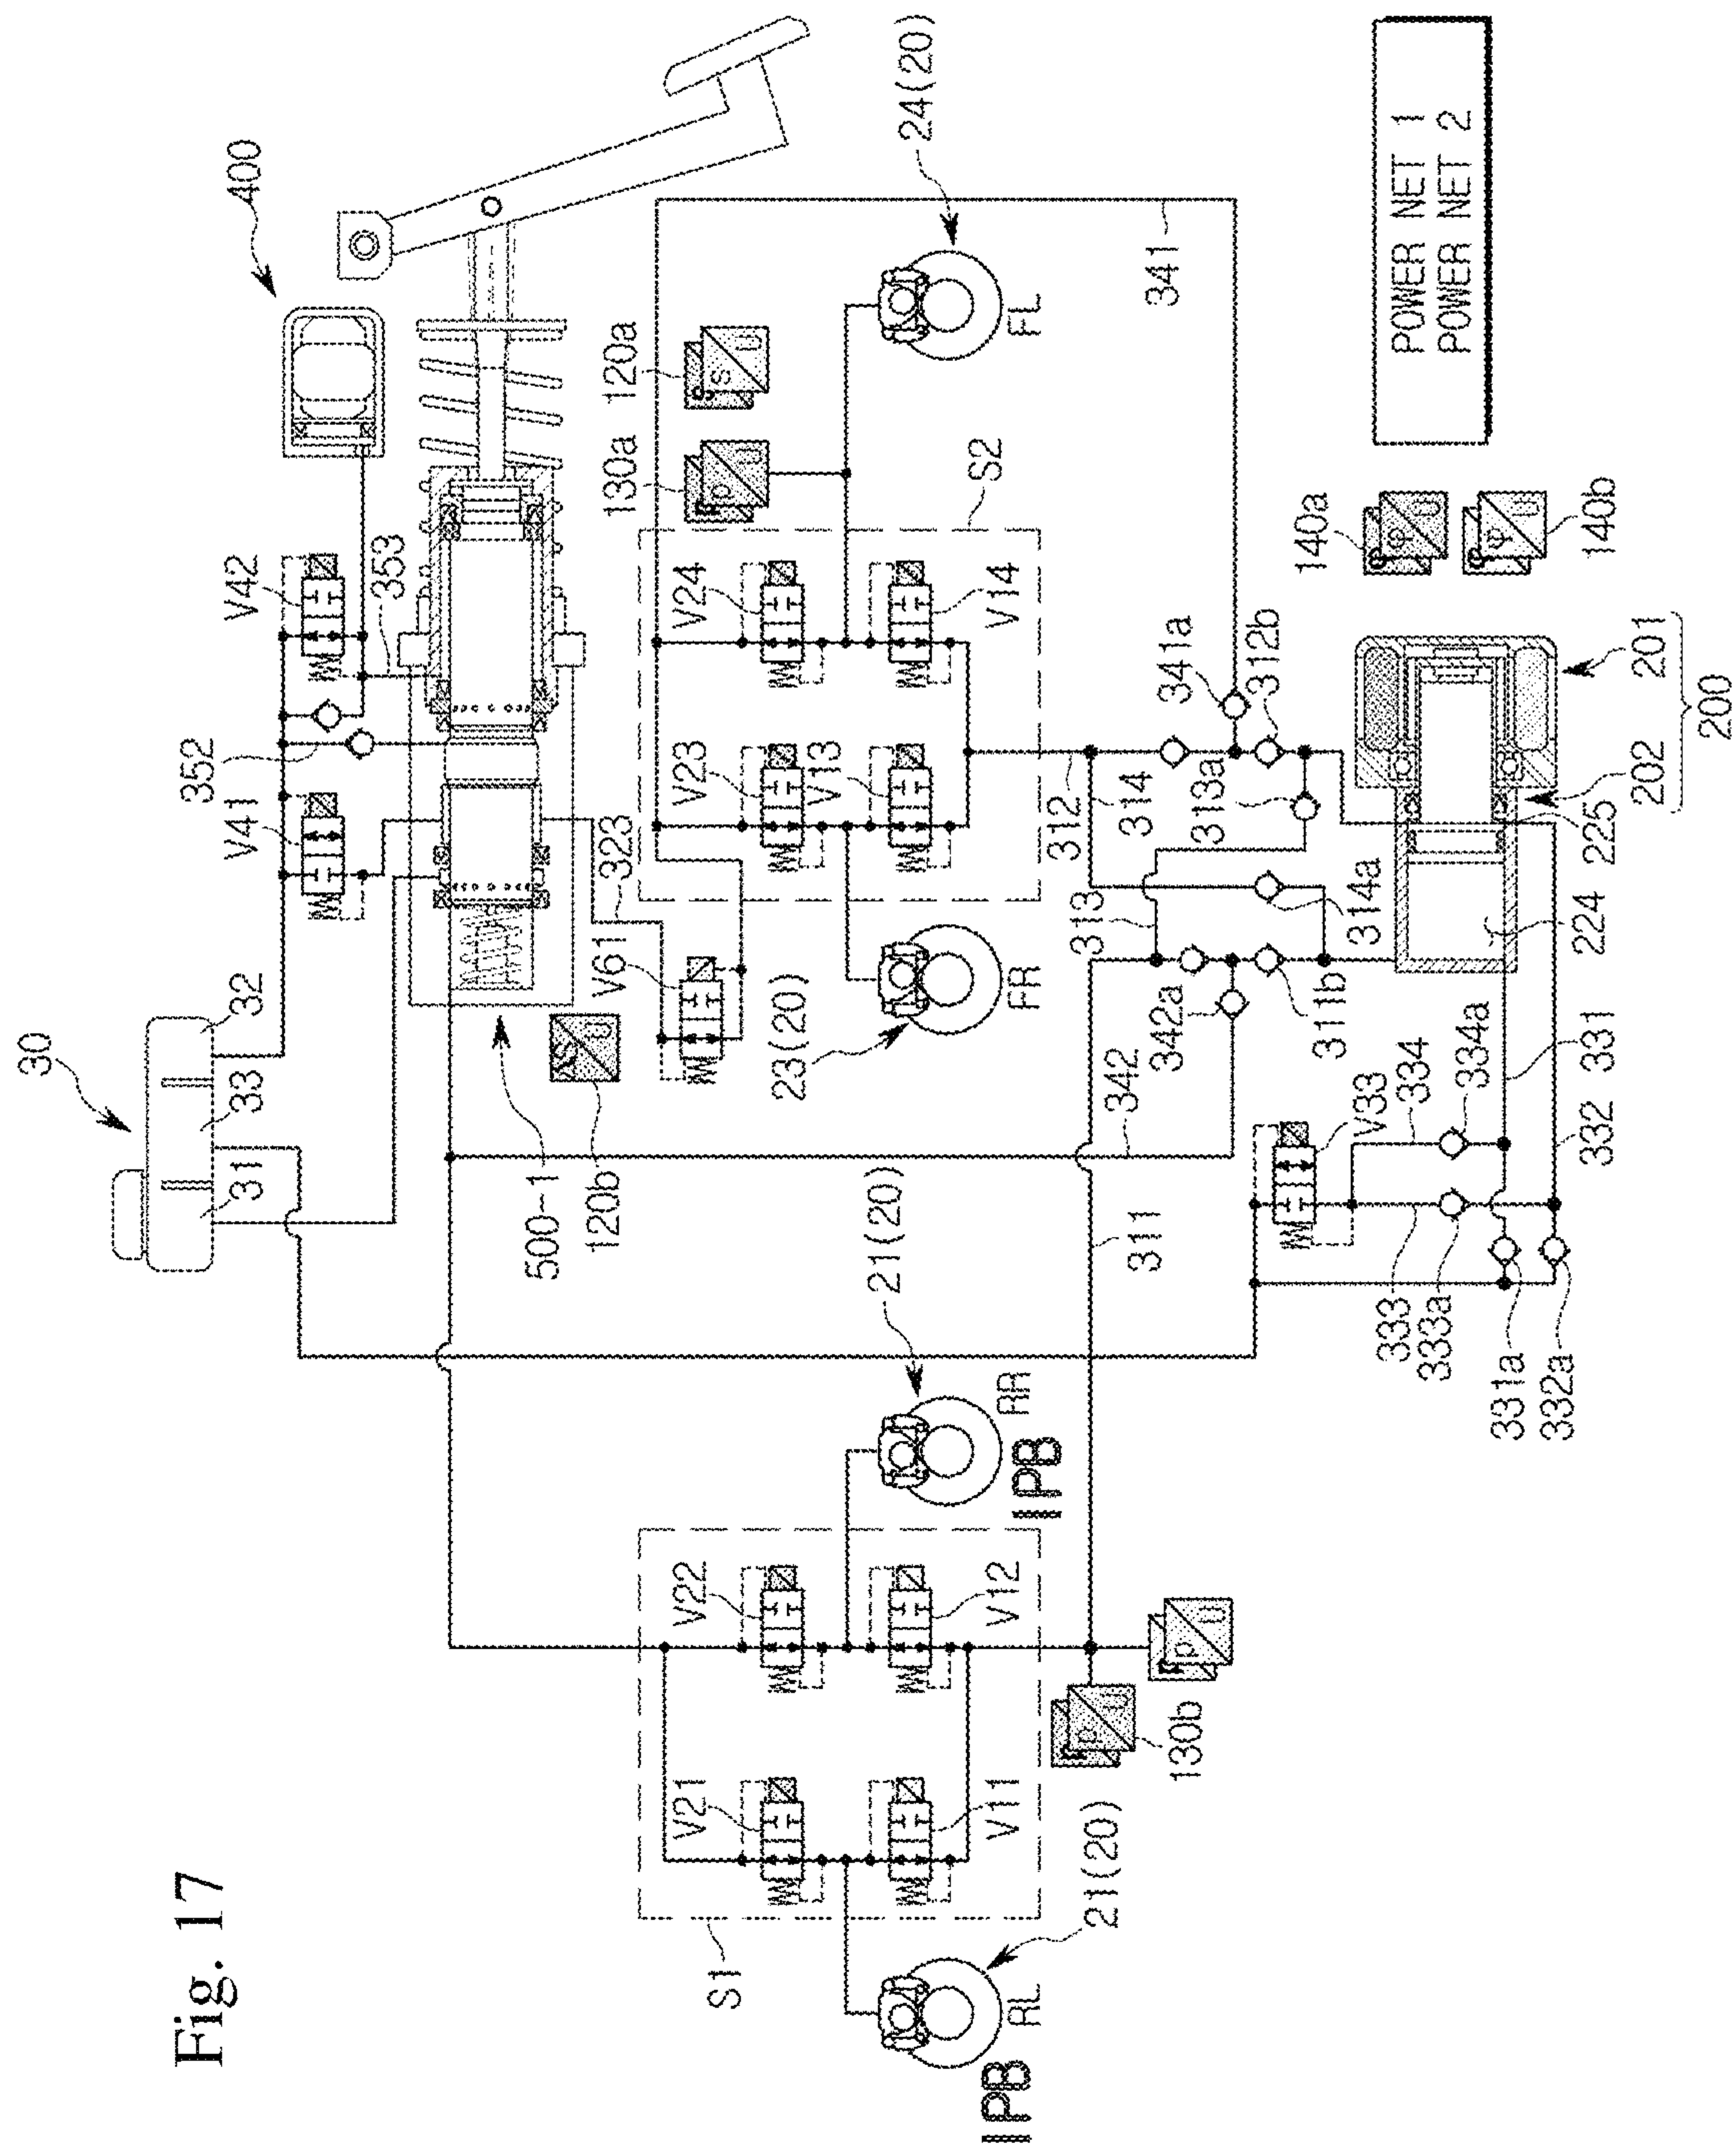 Fig. 17
30
31
33
32
400
V41
352
V42
353
500-1
120b
323
V61
130a
120a
S1
V21
V22
V11
V12
V23
V24
V13
V14
S2
RL
IPB
21(20)
RR
IPB
21(20)
FR
23(20)
FL
24(20)
p
U
130b
p
U
p
U
s
U
S
U
311
342
342a
313
312
314
313a
341a
312b
341
311b
314a
V33
334
334a
333
333a
331a
332a
332
331
224
225
202
201
200
140a
140b
φ
U
φ
U
POWER NET 1
POWER NET 2